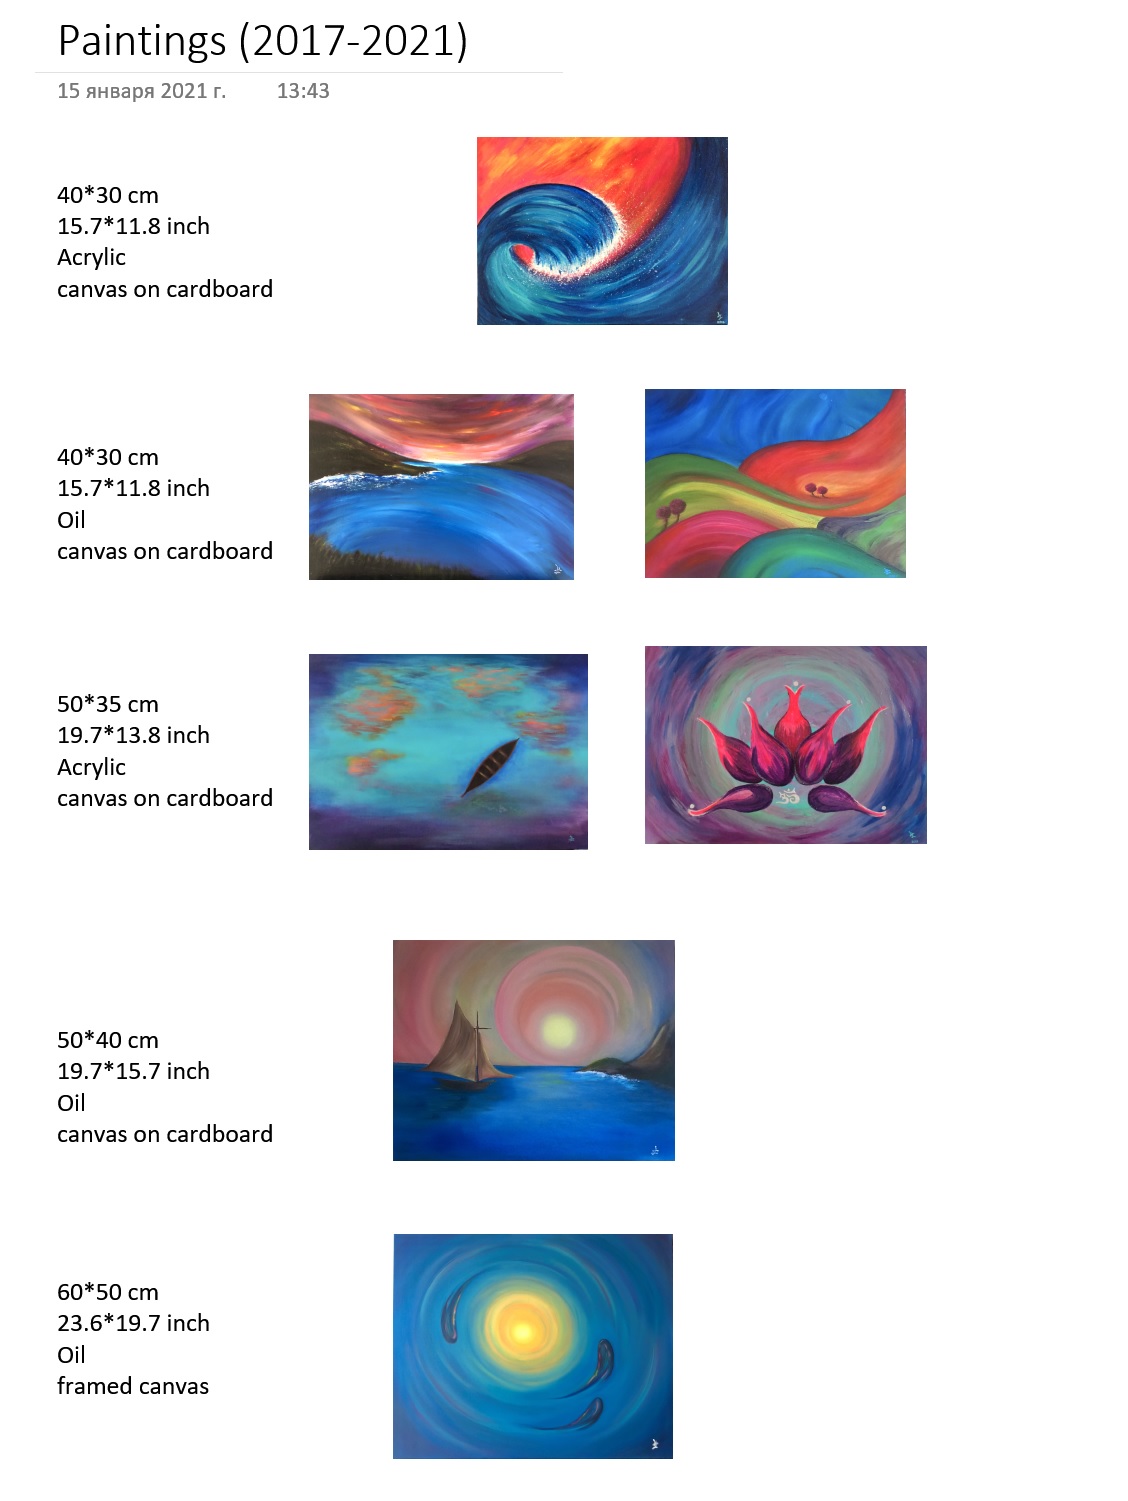 Paintings (2017-2021)
15 января 2021 г. 13:43
40*30 cm
15.7*11.8 inch
Acrylic
canvas on cardboard
40*30 cm
15.7*11.8 inch
Oil
canvas on cardboard
50*35 cm
19.7*13.8 inch
Acrylic
canvas on cardboard
ॐ
50*40 cm
19.7*15.7 inch
Oil
canvas on cardboard
60*50 cm
23.6*19.7 inch
Oil
framed canvas